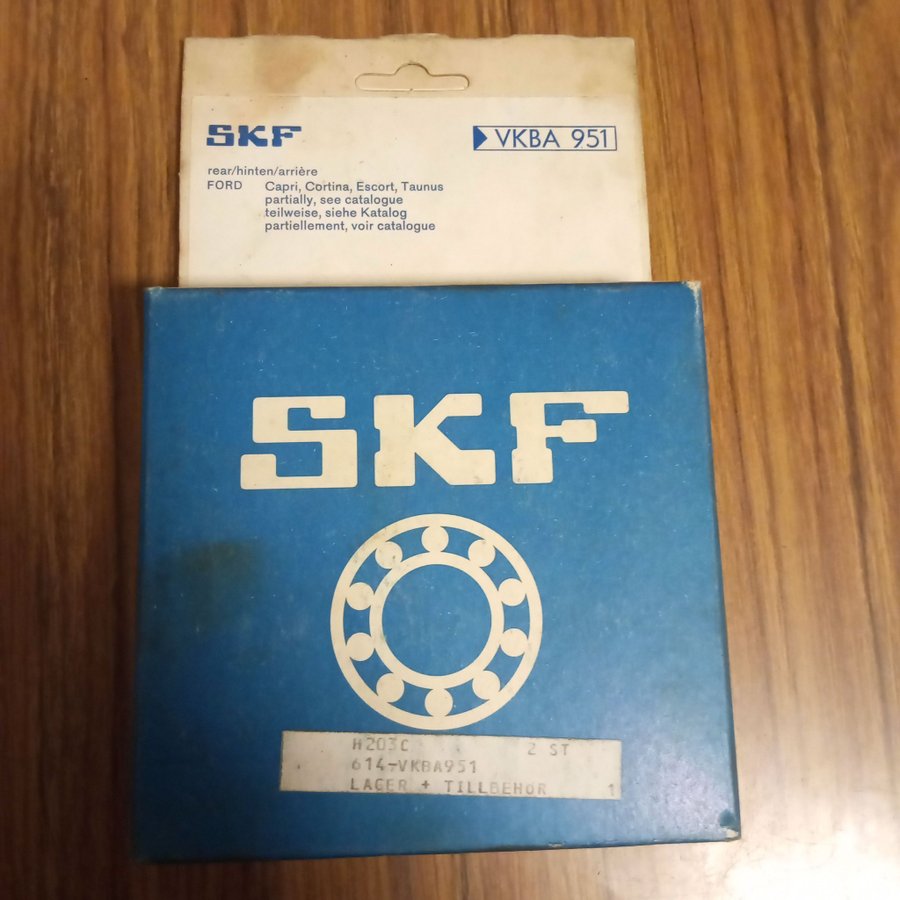 SKF
VKBA 951
rear/hinten/arrière
FORD Capri, Cortina, Escort, Taunus
partially, see catalogue
teilweise, siehe Katalog
partiellement, voir catalogue
SKF
H203C 2 ST
614-VKBA951
LAGER + TILLBEHÖR 1